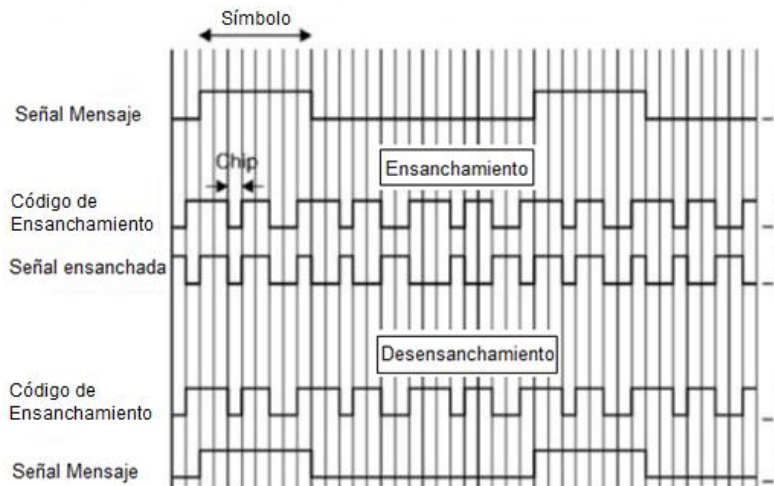 Símbolo
Señal Mensaje
Ensanchamiento
Chip
Código de
Ensanchamiento
Señal ensanchada
Desensanchamiento
Código de
Ensanchamiento
Señal Mensaje